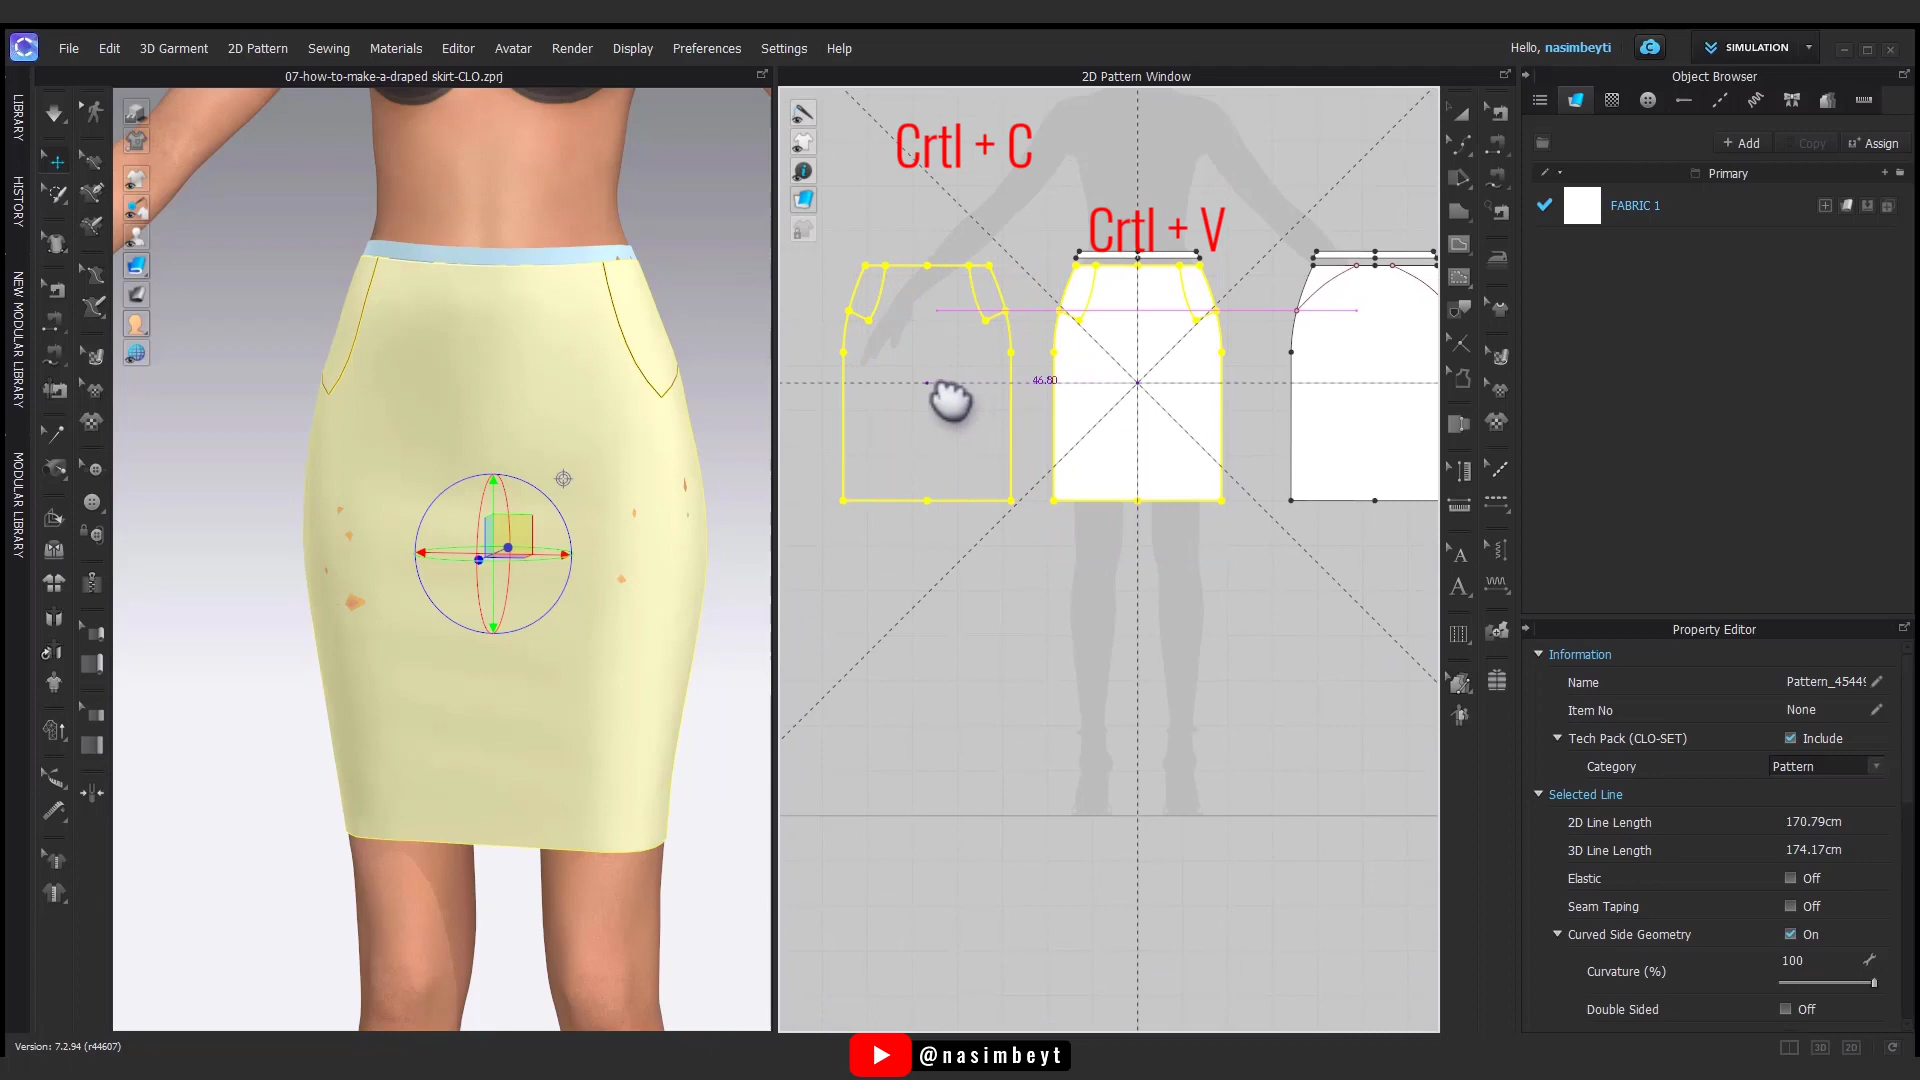 File Edit 3D Garment 2D Pattern Sewing Materials Editor Avatar Render Display Preferences Settings Help
Hello, nasimbeyti
SIMULATION
07-how-to-make-a-draped skirt-CLO.zprj
2D Pattern Window
Object Browser
LIBRARY
HISTORY
NEW MODULAR LIBRARY
MODULAR LIBRARY
Crtl + C
Crtl + V
46.80
+ Add
Copy
Assign
Primary
FABRIC 1
Property Editor
Information
Name Pattern_4544
Item No None
Tech Pack (CLO-SET) Include
Category Pattern
Selected Line
2D Line Length 170.79cm
3D Line Length 174.17cm
Elastic Off
Seam Taping Off
Curved Side Geometry On
Curvature (%) 100
Double Sided Off
Version: 7.2.94 (r44607)
3D
2D
@nasimbeyt